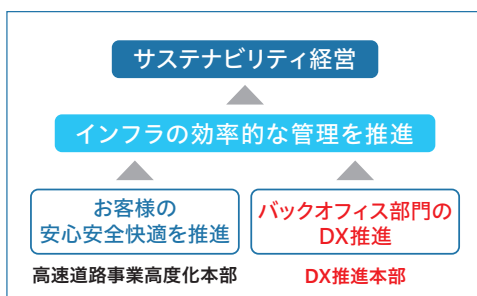 サステナビリティ経営
インフラの効率的な管理を推進
お客様の
安心安全快適を推進
バックオフィス部門の
DX推進
高速道路事業高度化本部
DX推進本部